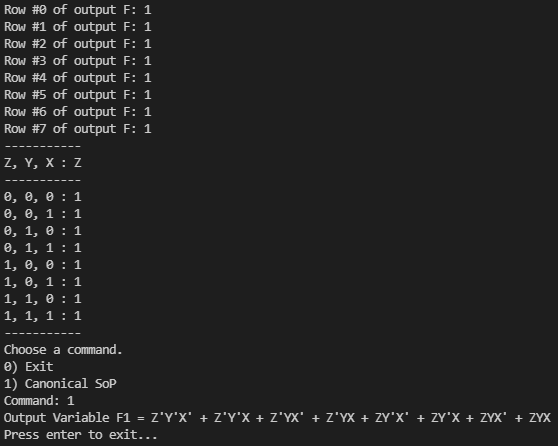 Row #0 of output F: 1
Row #1 of output F: 1
Row #2 of output F: 1
Row #3 of output F: 1
Row #4 of output F: 1
Row #5 of output F: 1
Row #6 of output F: 1
Row #7 of output F: 1
-----------
Z, Y, X : Z
-----------
0, 0, 0 : 1
0, 0, 1 : 1
0, 1, 0 : 1
0, 1, 1 : 1
1, 0, 0 : 1
1, 0, 1 : 1
1, 1, 0 : 1
1, 1, 1 : 1
-----------
Choose a command.
0) Exit
1) Canonical SoP
Command: 1
Output Variable F1 = Z'Y'X' + Z'Y'X + Z'YX' + Z'YX + ZY'X' + ZY'X + ZYX' + ZYX
Press enter to exit...